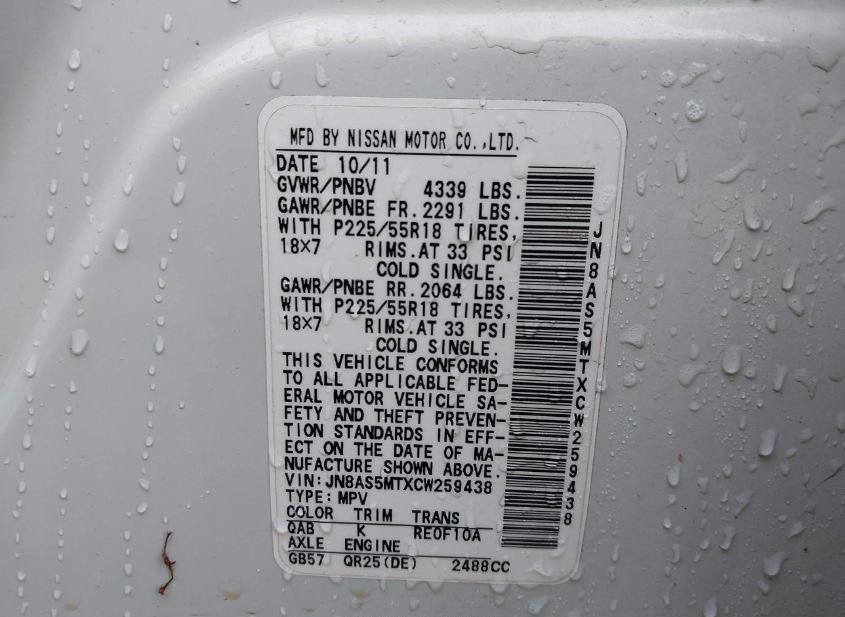 MFD BY NISSAN MOTOR CO.,LTD.
DATE 10/11
GVWR/PNBV 4339 LBS.
GAWR/PNBE FR.2291 LBS.
WITH P225/55R18 TIRES,
18X7 RIMS.AT 33 PSI
COLD SINGLE.
GAWR/PNBE RR.2064 LBS.
WITH P225/55R18 TIRES,
18X7 RIMS.AT 33 PSI
COLD SINGLE.
THIS VEHICLE CONFORMS
TO ALL APPLICABLE FED-
ERAL MOTOR VEHICLE SA-
FETY AND THEFT PREVEN-
TION STANDARDS IN EFF-
ECT ON THE DATE OF MA-
NUFACTURE SHOWN ABOVE.
VIN:JN8AS5MTXCW259438
TYPE:MPV
COLOR TRIM TRANS
QAB K RE0F10A
AXLE ENGINE
GB57 QR25(DE) 2488CC
JN8AS5MTXCW259438